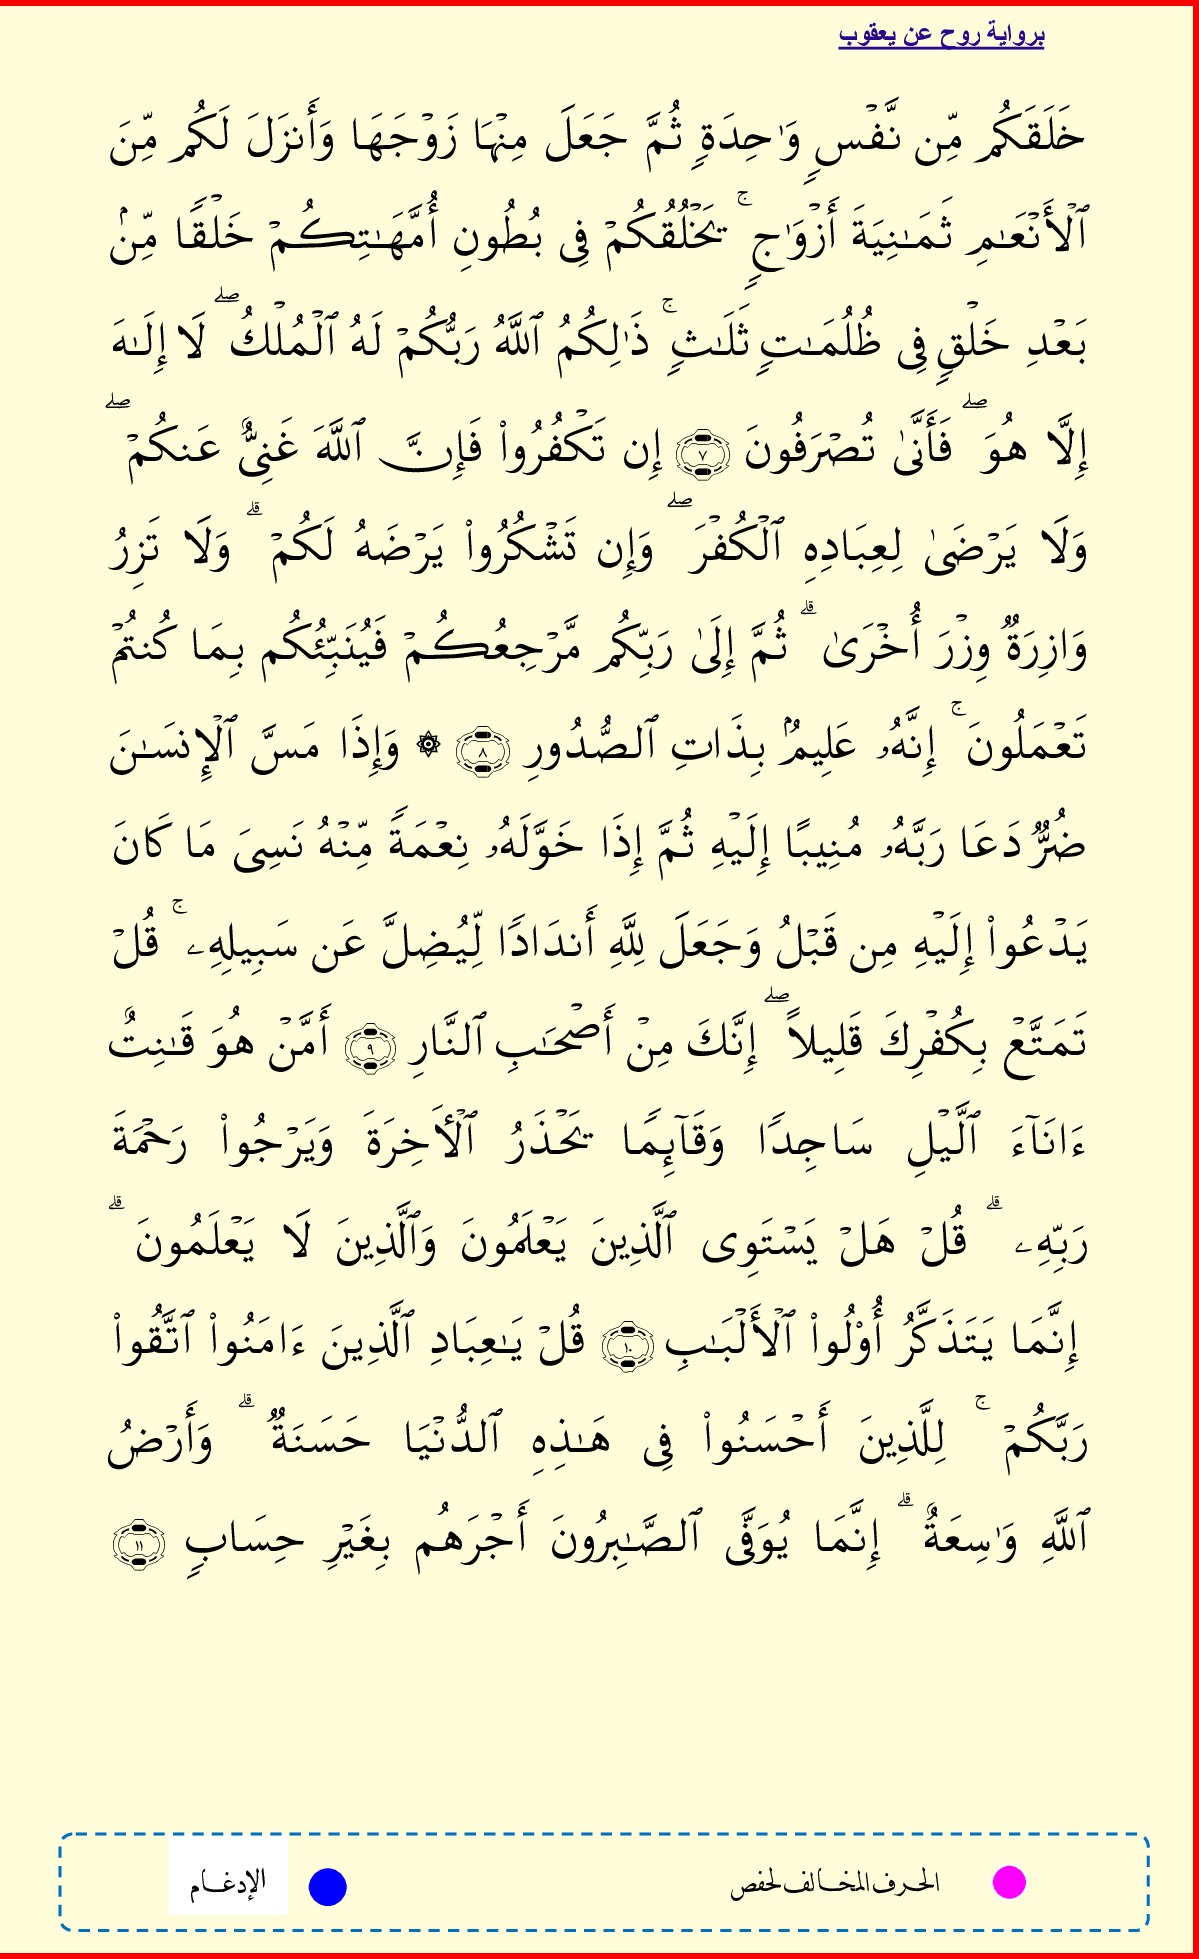 برواية روح عن يعقوب
خَلَقَكُم مِّن نَّفۡسٖ وَٰحِدَةٖ ثُمَّ جَعَلَ مِنۡهَا زَوۡجَهَا وَأَنزَلَ لَكُم مِّنَ
ٱلۡأَنۡعَٰمِ ثَمَٰنِيَةَ أَزۡوَٰجٖۚ يَخۡلُقُكُمۡ فِي بُطُونِ أُمَّهَٰتِكُمۡ خَلۡقٗا مِّنۢ
بَعۡدِ خَلۡقٖ فِي ظُلُمَٰتٖ ثَلَٰثٖۚ ذَٰلِكُمُ ٱللَّهُ رَبُّكُمۡ لَهُ ٱلۡمُلۡكُۖ لَا إِلَٰهَ
إِلَّا هُوَۖ فَأَنَّىٰ تُصۡرَفُونَ ٧ إِن تَكۡفُرُواْ فَإِنَّ ٱللَّهَ غَنِيٌّ عَنكُمۡۖ
وَلَا يَرۡضَىٰ لِعِبَادِهِ ٱلۡكُفۡرَۖ وَإِن تَشۡكُرُواْ يَرۡضَهُ لَكُمۡۗ وَلَا تَزِرُ
وَازِرَةٞ وِزۡرَ أُخۡرَىٰۗ ثُمَّ إِلَىٰ رَبِّكُم مَّرۡجِعُكُمۡ فَيُنَبِّئُكُم بِمَا كُنتُمۡ
تَعۡمَلُونَۚ إِنَّهُۥ عَلِيمُۢ بِذَاتِ ٱلصُّدُورِ ٨ ۞ وَإِذَا مَسَّ ٱلۡإِنسَٰنَ
ضُرّٞ دَعَا رَبَّهُۥ مُنِيبًا إِلَيۡهِ ثُمَّ إِذَا خَوَّلَهُۥ نِعۡمَةٗ مِّنۡهُ نَسِيَ مَا كَانَ
يَدۡعُواْ إِلَيۡهِ مِن قَبۡلُ وَجَعَلَ لِلَّهِ أَندَادٗا لِّيُضِلَّ عَن سَبِيلِهِۦۚ قُلۡ
تَمَتَّعۡ بِكُفۡرِكَ قَلِيلًاۖ إِنَّكَ مِنۡ أَصۡحَٰبِ ٱلنَّارِ ٩ أَمَّنۡ هُوَ قَٰنِتٌ
ءَانَآءَ ٱلَّيۡلِ سَاجِدٗا وَقَآئِمٗا يَحۡذَرُ ٱلۡأَخِرَةَ وَيَرۡجُواْ رَحۡمَةَ
رَبِّهِۦۗ قُلۡ هَلۡ يَسۡتَوِي ٱلَّذِينَ يَعۡلَمُونَ وَٱلَّذِينَ لَا يَعۡلَمُونَۗ
إِنَّمَا يَتَذَكَّرُ أُوْلُواْ ٱلۡأَلۡبَٰبِ ١٠ قُلۡ يَٰعِبَادِ ٱلَّذِينَ ءَامَنُواْ ٱتَّقُواْ
رَبَّكُمۡۚ لِلَّذِينَ أَحۡسَنُواْ فِي هَٰذِهِ ٱلدُّنۡيَا حَسَنَةٞۗ وَأَرۡضُ
ٱللَّهِ وَٰسِعَةٌۗ إِنَّمَا يُوَفَّى ٱلصَّٰبِرُونَ أَجۡرَهُم بِغَيۡرِ حِسَابٖ ١١
الحرف المخالف لحفص
الإدغام